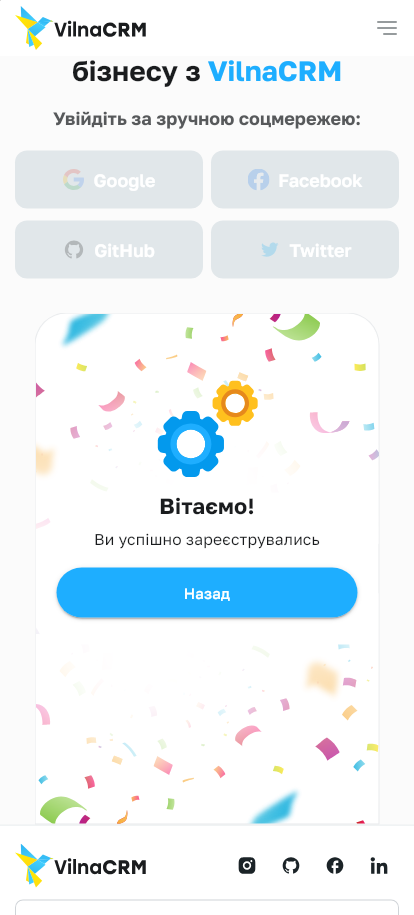 VilnaCRM
бізнесу з VilnaCRM
Увійдіть за зручною соцмережею:
Google
Facebook
GitHub
Twitter
Вітаємо!
Ви успішно зареєструвались
Назад
VilnaCRM